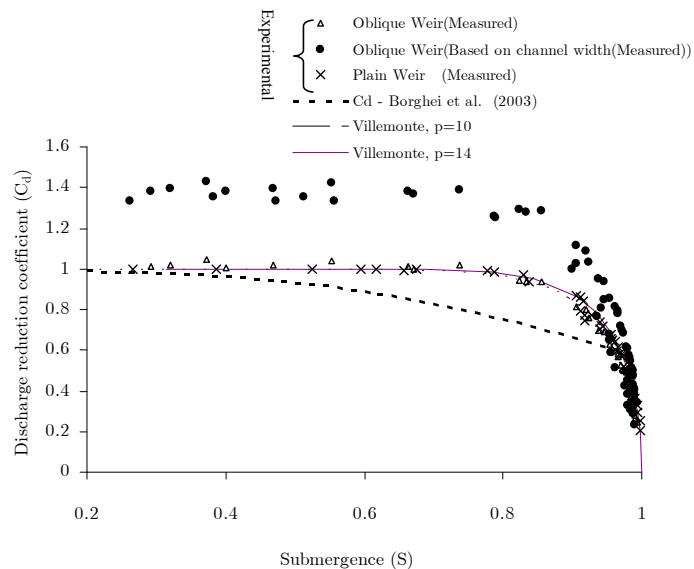 Experimental
Oblique Weir(Measured)
Oblique Weir(Based on channel width(Measured))
Plain Weir (Measured)
Cd - Borghei et al. (2003)
Villemonte, p=10
Villemonte, p=14
Discharge reduction coefficient (Cd)
1.6
1.4
1.2
1
0.8
0.6
0.4
0.2
0
0.2 0.4 0.6 0.8 1
Submergence (S)